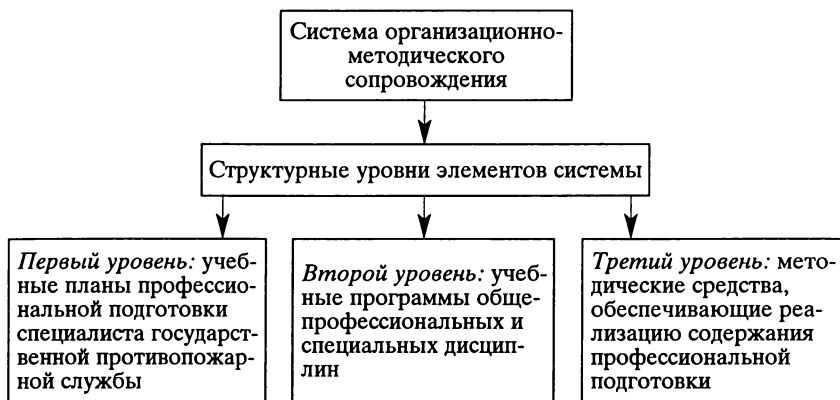 Система организационно-
методического
сопровождения
Структурные уровни элементов системы
Первый уровень: учеб-
ные планы профессио-
нальной подготовки
специалиста государст-
венной противопожар-
ной службы
Второй уровень: учеб-
ные программы обще-
профессиональных и
специальных дисцип-
лин
Третий уровень: мето-
дические средства,
обеспечивающие реа-
лизацию содержания
профессиональной
подготовки